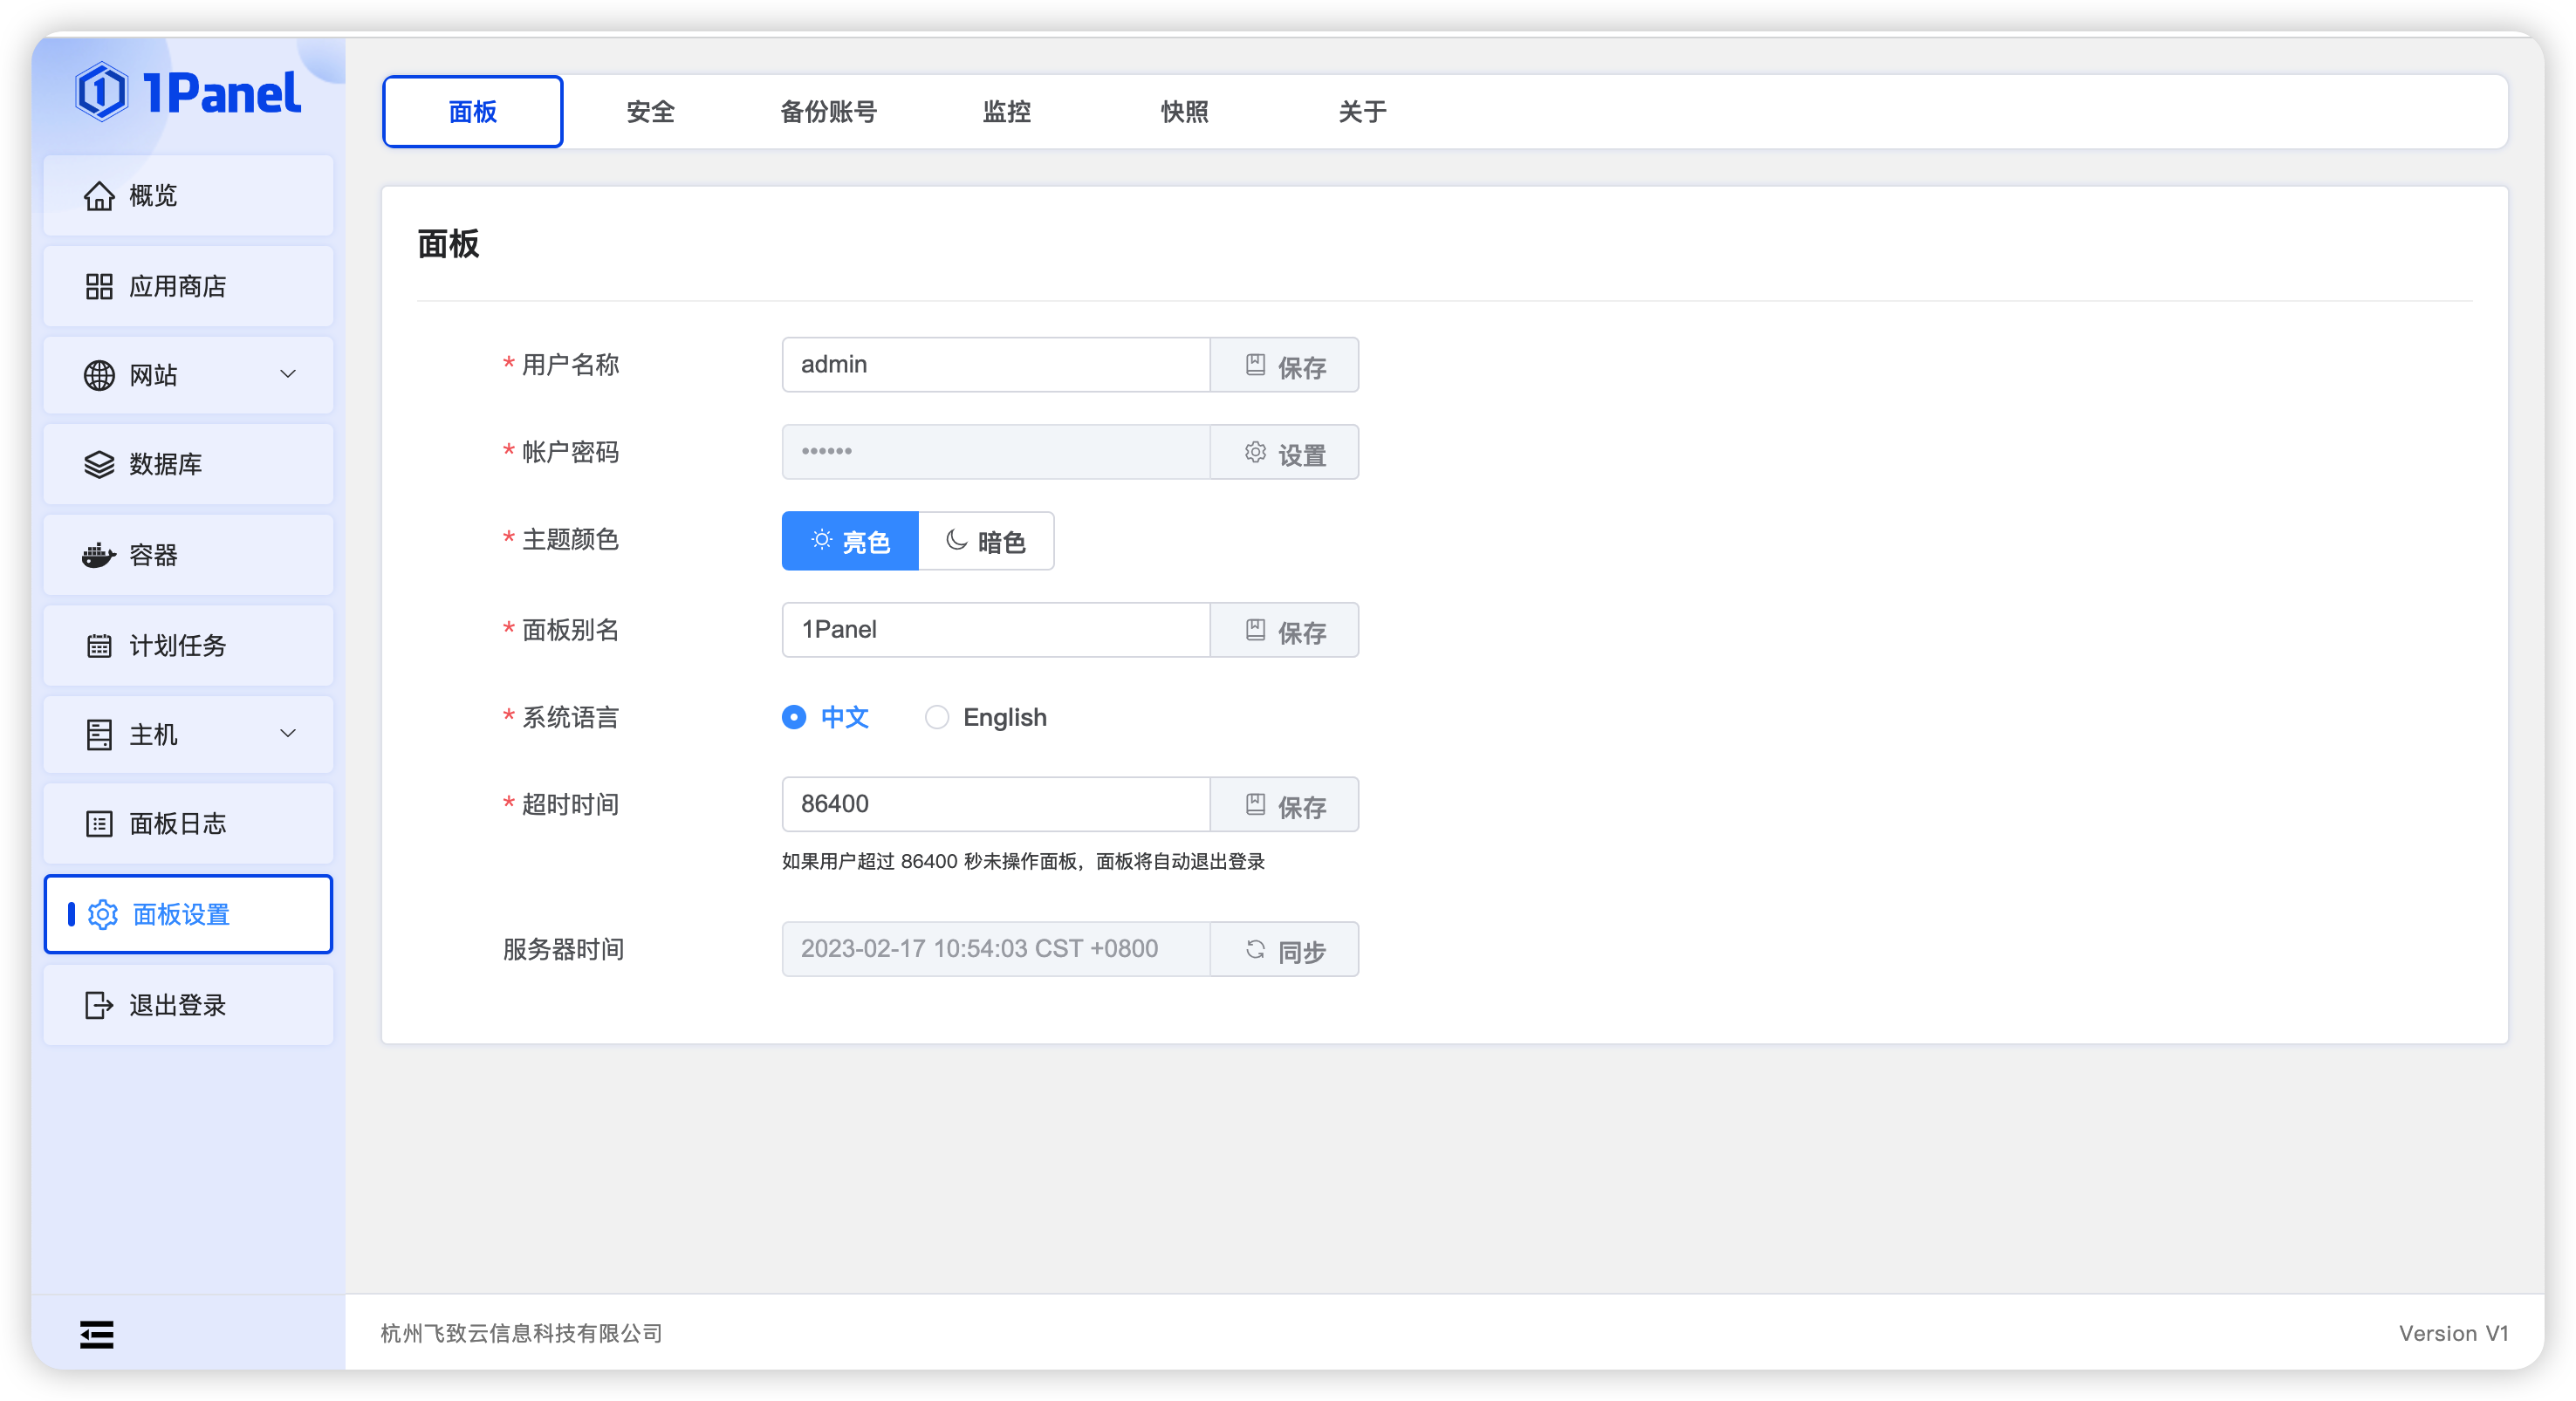 1Panel
概览
应用商店
网站
数据库
容器
计划任务
主机
面板日志
面板设置
退出登录
面板 安全 备份账号 监控 快照 关于
面板
* 用户名称 admin 保存
* 帐户密码 •••••• 设置
* 主题颜色 亮色 暗色
* 面板别名 1Panel 保存
* 系统语言 中文 English
* 超时时间 86400 保存
如果用户超过 86400 秒未操作面板，面板将自动退出登录
服务器时间 2023-02-17 10:54:03 CST +0800 同步
杭州飞致云信息科技有限公司 Version V1